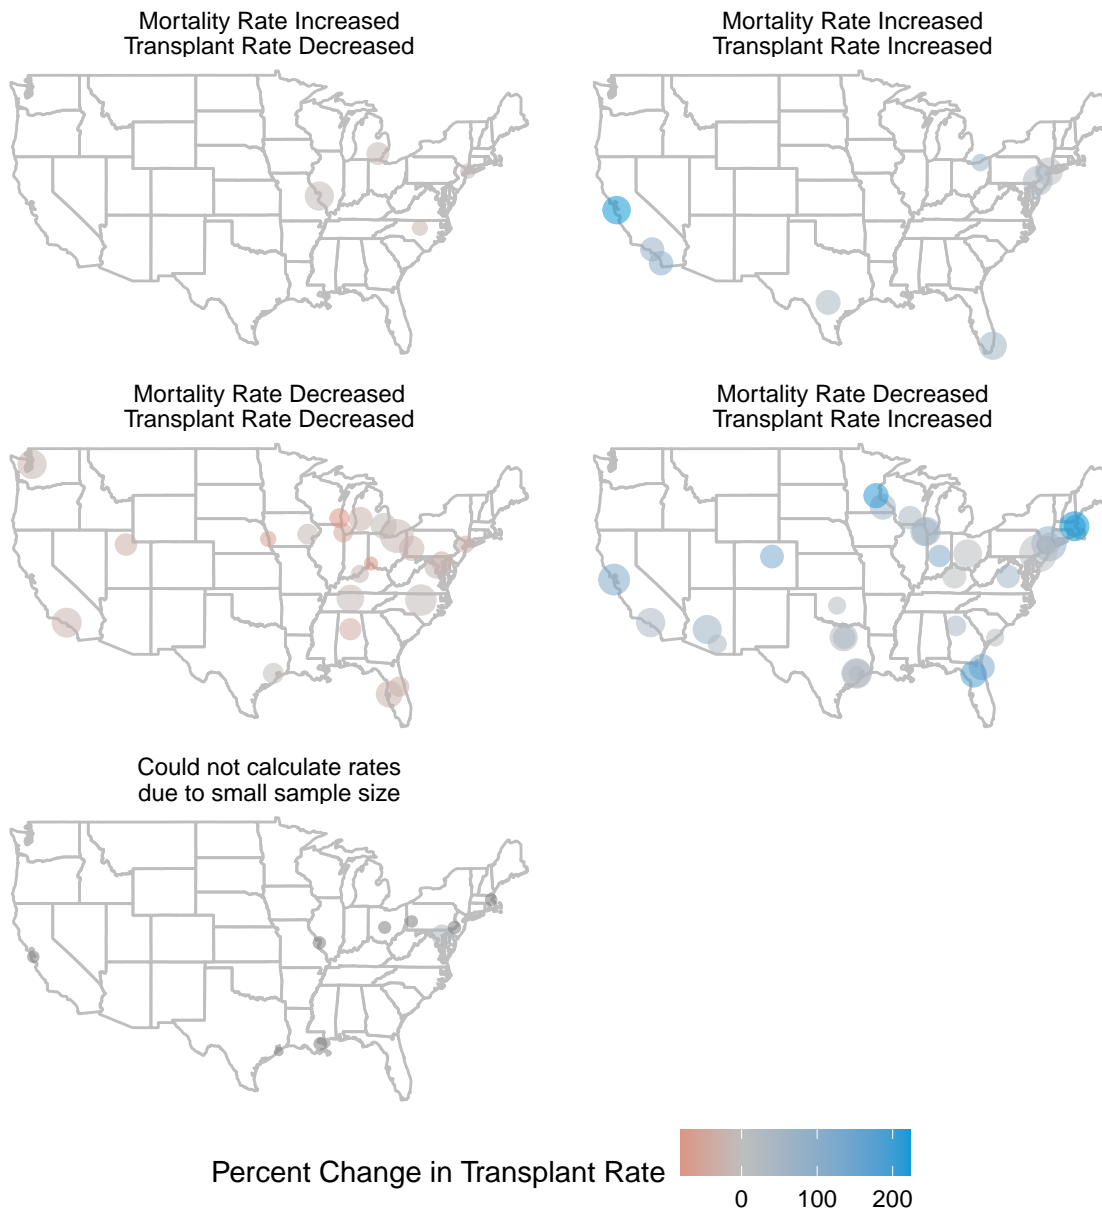 Mortality Rate Increased
Transplant Rate Decreased
Mortality Rate Increased
Transplant Rate Increased
Mortality Rate Decreased
Transplant Rate Decreased
Mortality Rate Decreased
Transplant Rate Increased
Could not calculate rates
due to small sample size
Percent Change in Transplant Rate
0 100 200